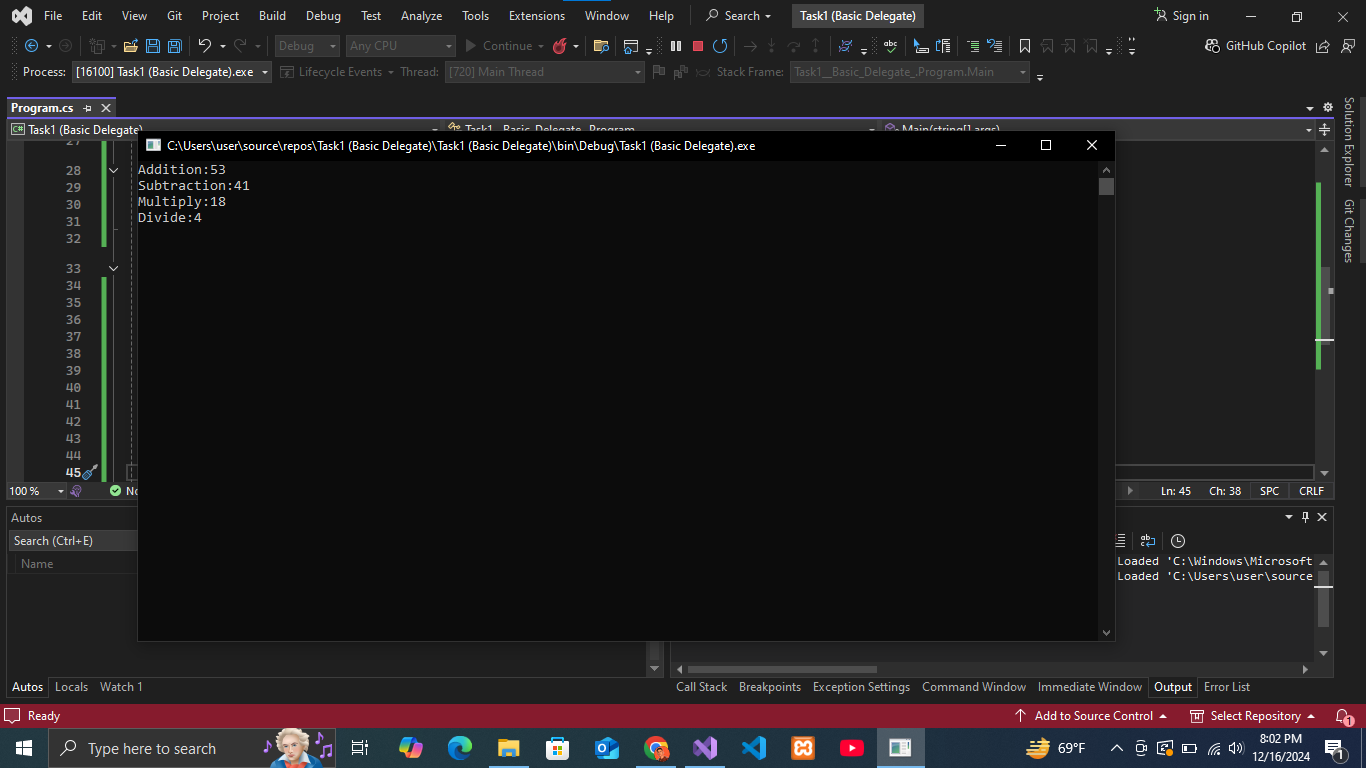 File Edit View Git Project Build Debug Test Analyze Tools Extensions Window Help Search Task1 (Basic Delegate) Sign in
Debug Any CPU Continue GitHub Copilot
Process: [16100] Task1 (Basic Delegate).exe Lifecycle Events Thread: [720] Main Thread Stack Frame: Task1__Basic_Delegate_.Program.Main
Program.cs
C# Task1 (Basic Delegate) Task1__Basic_Delegate_.Program Main(string[] args)
Solution Explorer
Git Changes
C:\Users\user\source\repos\Task1 (Basic Delegate)\Task1 (Basic Delegate)\bin\Debug\Task1 (Basic Delegate).exe
Addition:53
Subtraction:41
Multiply:18
Divide:4
27
28
29
30
31
32
33
34
35
36
37
38
39
40
41
42
43
44
45
100 % No Ln: 45 Ch: 38 SPC CRLF
Autos
Search (Ctrl+E)
Name
Loaded 'C:\Windows\Microsoft
Loaded 'C:\Users\user\source
Autos Locals Watch 1
Call Stack Breakpoints Exception Settings Command Window Immediate Window Output Error List
Ready Add to Source Control Select Repository 1
Type here to search 69°F 8:02 PM
12/16/2024 1